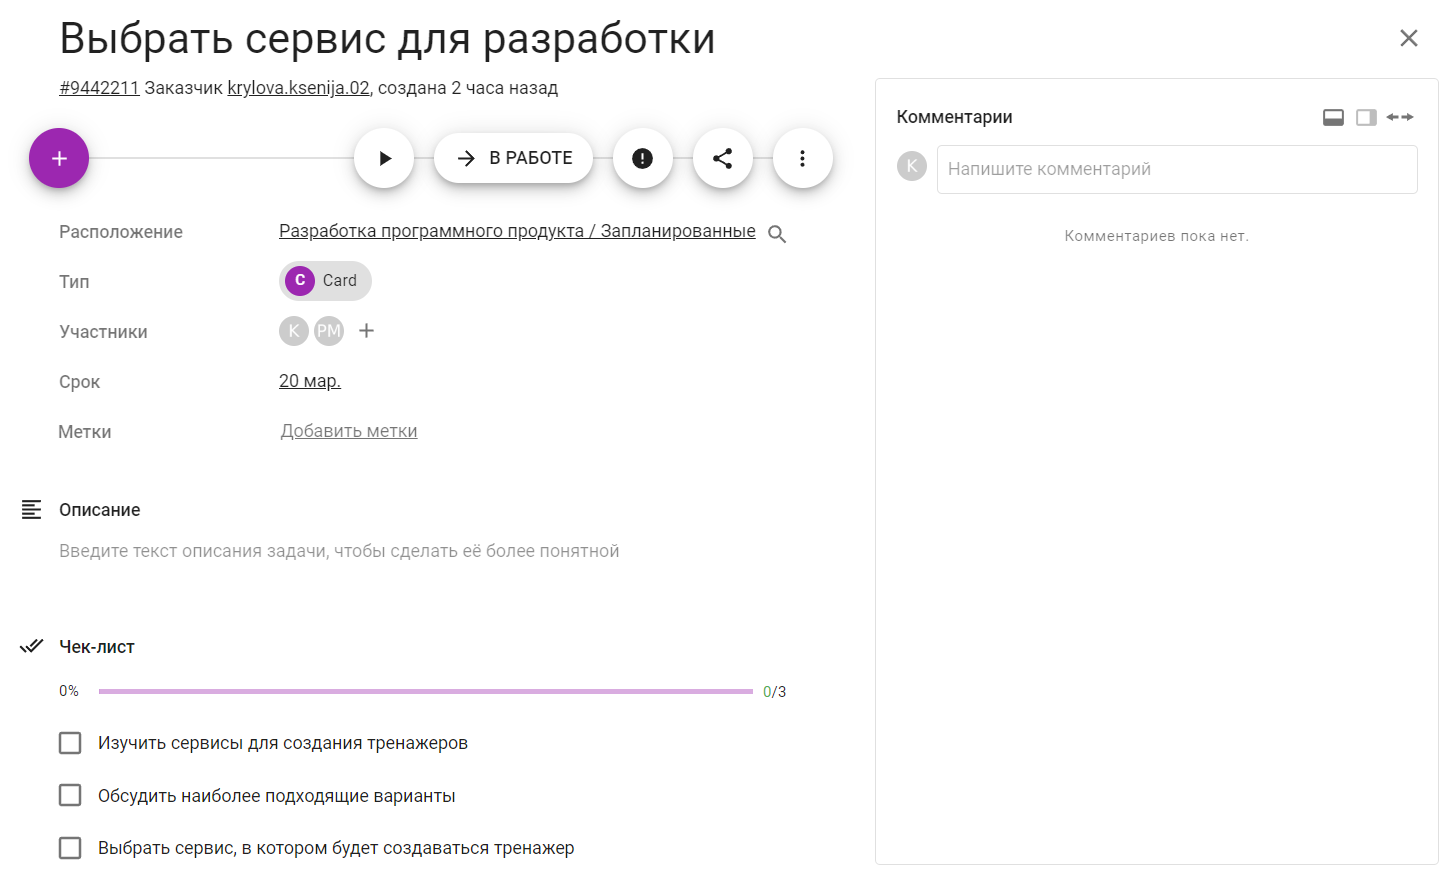 Выбрать сервис для разработки
#9442211 Заказчик krylova.ksenija.02, создана 2 часа назад
В РАБОТЕ
Расположение
Разработка программного продукта / Запланированные
Тип
C Card
Участники
K PM
Срок
20 мар.
Метки
Добавить метки
Описание
Введите текст описания задачи, чтобы сделать её более понятной
Чек-лист
0% 0/3
Изучить сервисы для создания тренажеров
Обсудить наиболее подходящие варианты
Выбрать сервис, в котором будет создаваться тренажер
Комментарии
K Напишите комментарий
Комментариев пока нет.